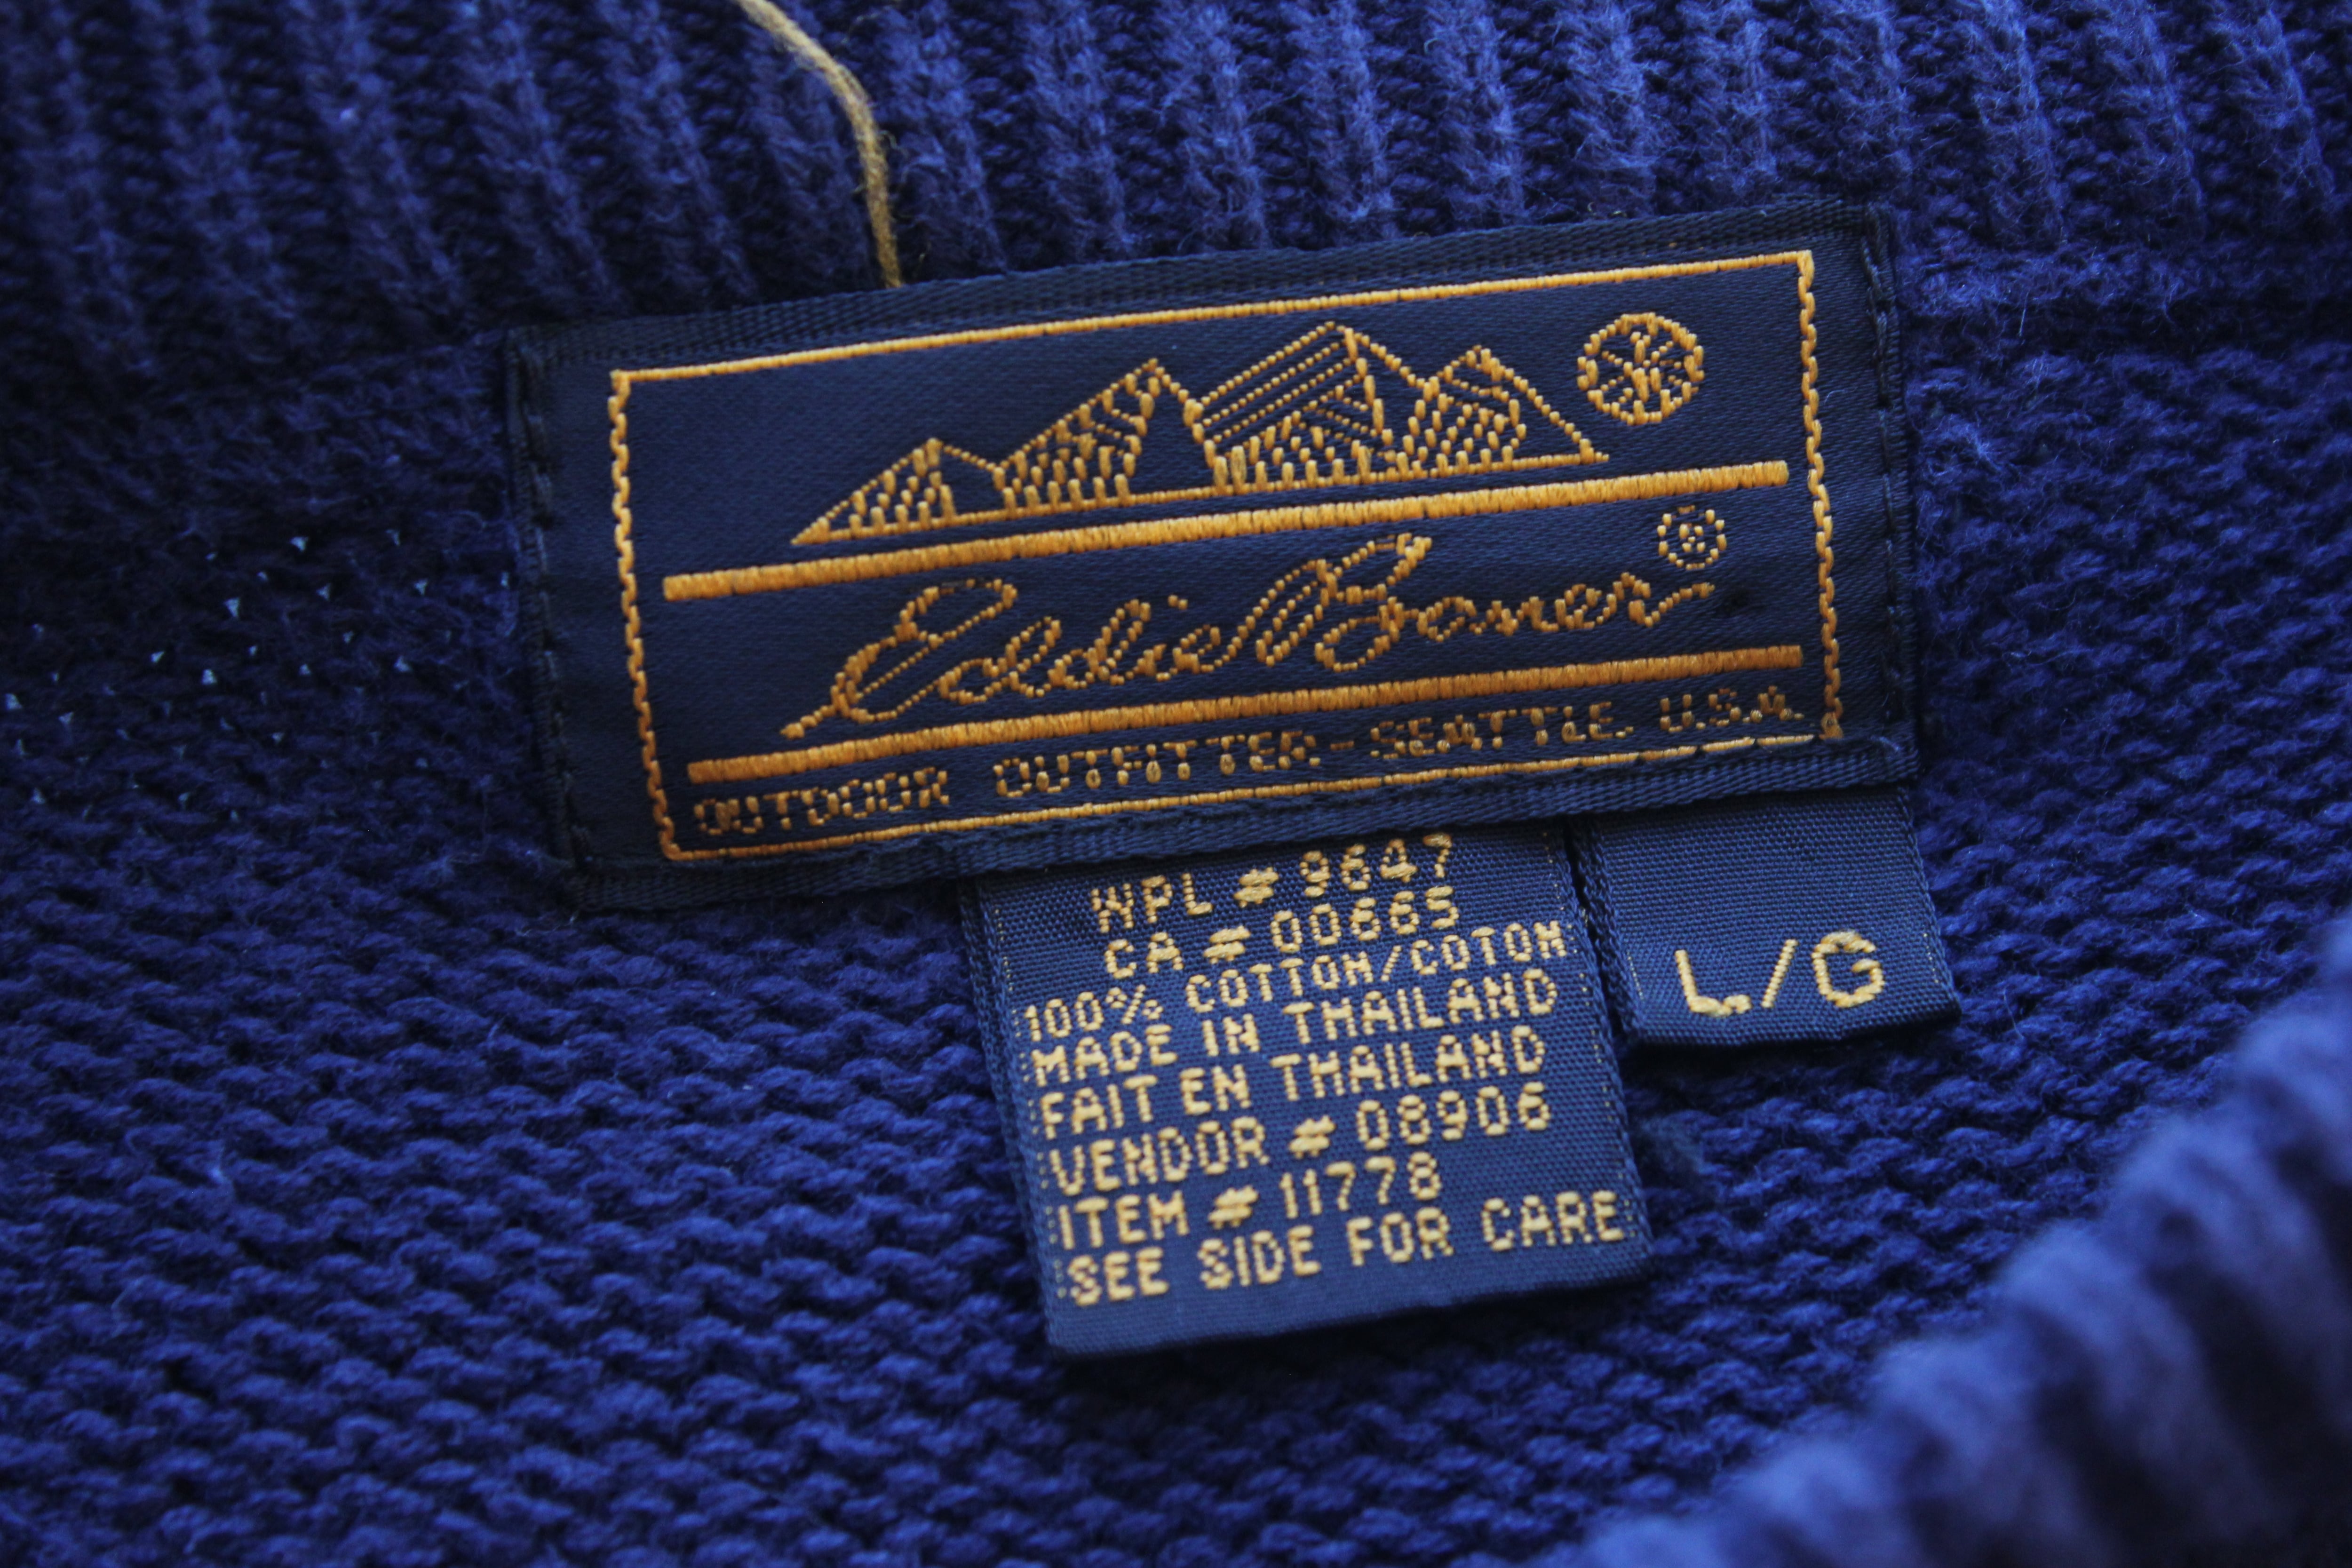 Eddie Bauer ®
OUTDOOR OUTFITTER-SEATTLE, U.S.A.
WPL # 9647
CA # 00665
100% COTTON/COTON
MADE IN THAILAND
FAIT EN THAILAND
VENDOR # 08906
ITEM # 11778
SEE SIDE FOR CARE
L/G